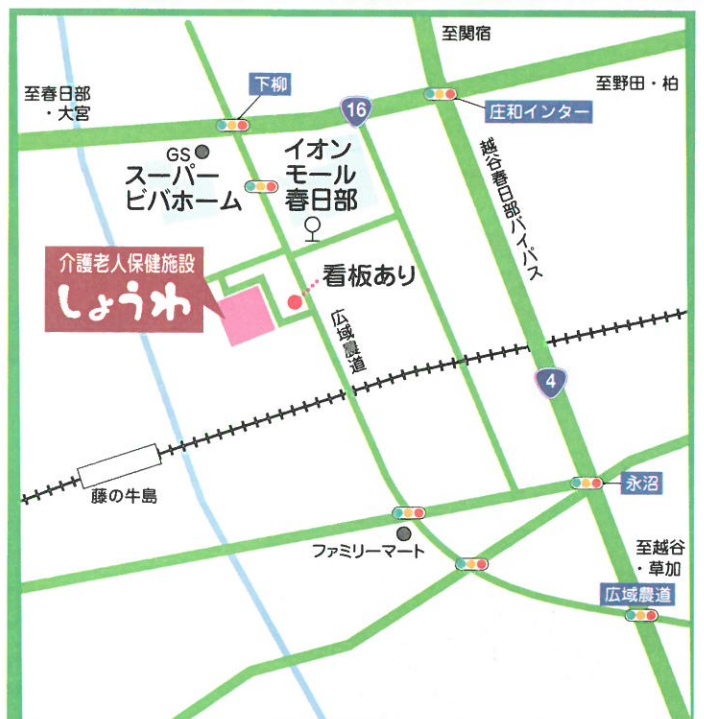 至関宿
至春日部
・大宮
下柳
16
至野田・柏
庄和インター
GS
スーパー
ビバホーム
イオン
モール
春日部
越谷春日部バイパス
介護老人保健施設
しょうわ
看板あり
広域農道
4
藤の牛島
永沼
ファミリーマート
至越谷
・草加
広域農道